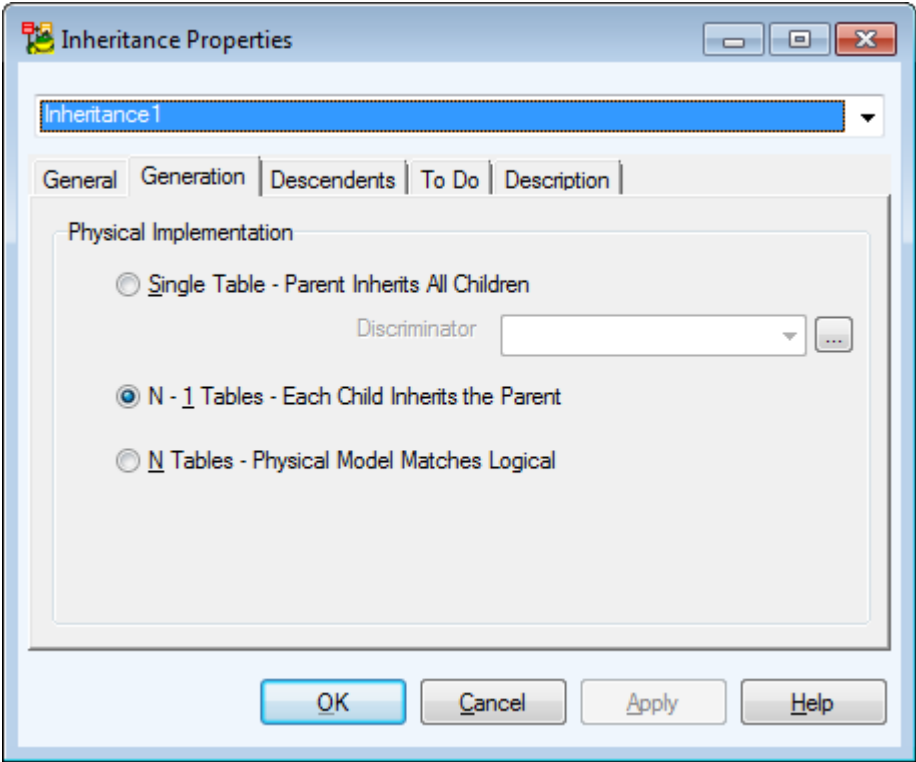 Inheritance Properties
Inheritance1
General Generation Descendents To Do Description
Physical Implementation
Single Table - Parent Inherits All Children
Discriminator ...
N - 1 Tables - Each Child Inherits the Parent
N Tables - Physical Model Matches Logical
OK Cancel Apply Help